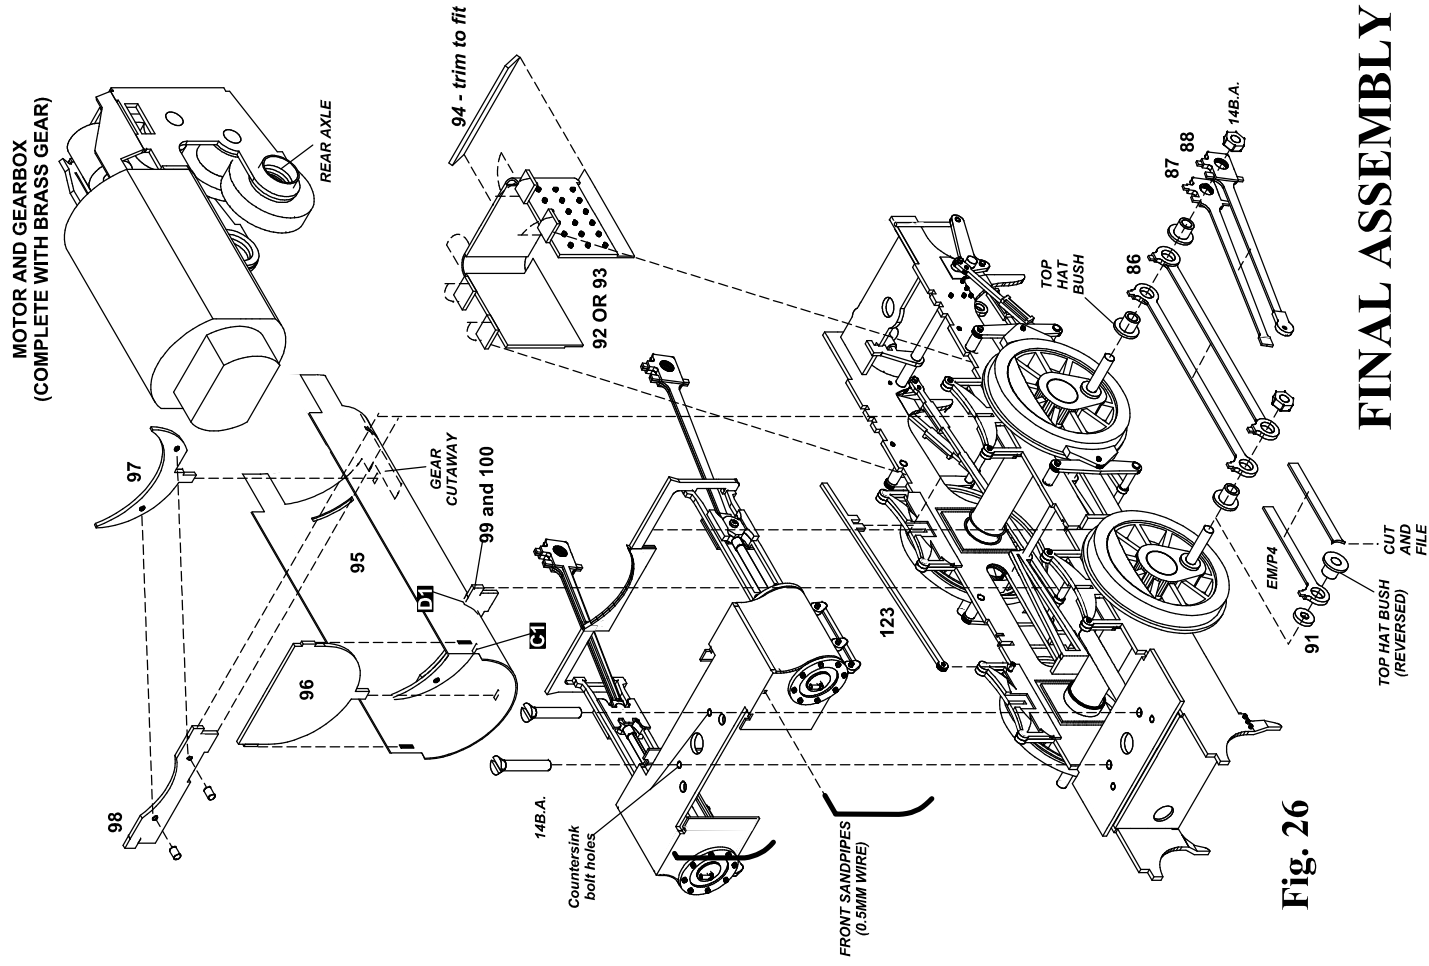 MOTOR AND GEARBOX
(COMPLETE WITH BRASS GEAR)
REAR AXLE
94 - trim to fit
92 OR 93
97
GEAR
CUTAWAY
99 and 100
95
D1
C1
96
98
14B.A.
Countersink
bolt holes
FRONT SANDPIPES
(0.5MM WIRE)
123
TOP
HAT
BUSH
86
87
88
14B.A.
EM/P4
CUT
AND
FILE
91
TOP HAT BUSH
(REVERSED)
Fig. 26
FINAL ASSEMBLY